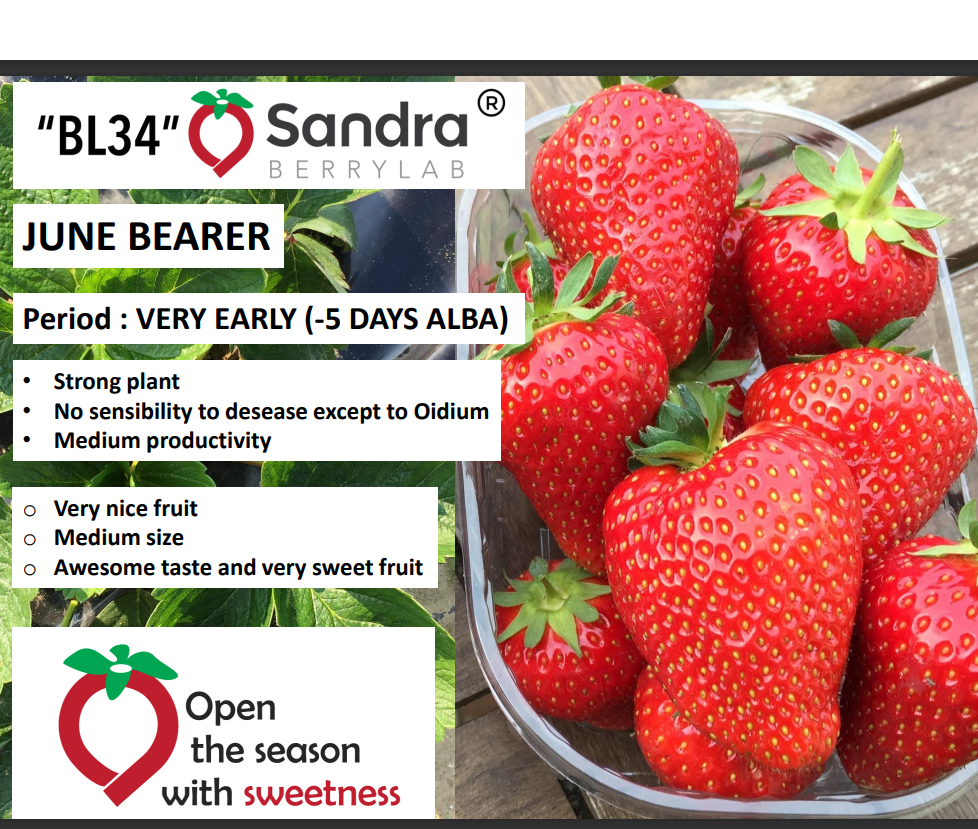 “BL34” Sandra ®
BERRYLAB
JUNE BEARER
Period : VERY EARLY (-5 DAYS ALBA)
• Strong plant
• No sensibility to desease except to Oidium
• Medium productivity
o Very nice fruit
o Medium size
o Awesome taste and very sweet fruit
Open
the season
with sweetness